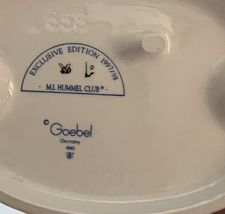 EXCLUSIVE EDITION 1997/98
M.I. HUMMEL CLUB®
© Goebel
Germany